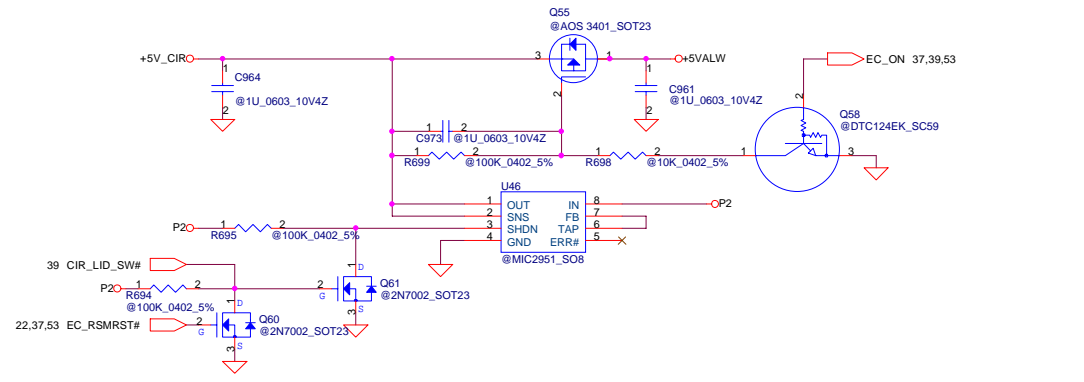 Q55
@AOS 3401_SOT23
+5V_CIR
3
1
+5VALW
EC_ON 37,39,53
1
C964
@1U_0603_10V4Z
2
2
1
C961
@1U_0603_10V4Z
2
2
Q58
@DTC124EK_SC59
1
C973
2
@1U_0603_10V4Z
1
R699
2
@100K_0402_5%
1
R698
2
@10K_0402_5%
1
3
U46
1 OUT IN 8
P2
2 SNS FB 7
3 SHDN TAP 6
4 GND ERR# 5
@MIC2951_SO8
P2
1
R695
2
@100K_0402_5%
39 CIR_LID_SW#
P2
1
R694
2
@100K_0402_5%
1
D
2
G
Q61
@2N7002_SOT23
S
3
1
D
22,37,53 EC_RSMRST#
2
G
Q60
@2N7002_SOT23
S
3